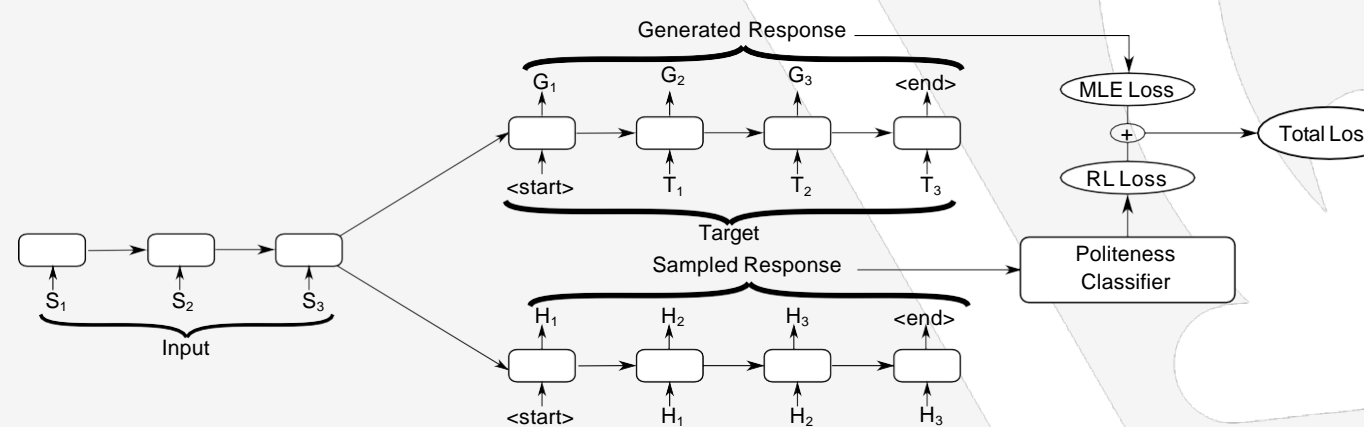 Generated Response
G₁ G₂ G₃ <end>
MLE Loss
+
Total Los
<start> T₁ T₂ T₃
RL Loss
Target
Sampled Response
Politeness
Classifier
S₁ S₂ S₃
Input
H₁ H₂ H₃ <end>
<start> H₁ H₂ H₃